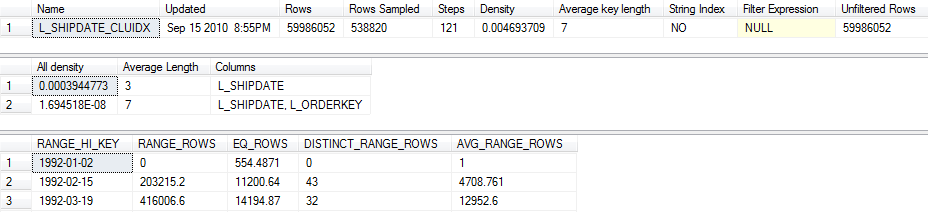 Name Updated Rows Rows Sampled Steps Density Average key length String Index Filter Expression Unfiltered Rows
1 L_SHIPDATE_CLUIDX Sep 15 2010 8:55PM 59986052 538820 121 0.004693709 7 NO NULL 59986052
All density Average Length Columns
1 0.0003944773 3 L_SHIPDATE
2 1.694518E-08 7 L_SHIPDATE, L_ORDERKEY
RANGE_HI_KEY RANGE_ROWS EQ_ROWS DISTINCT_RANGE_ROWS AVG_RANGE_ROWS
1 1992-01-02 0 554.4871 0 1
2 1992-02-15 203215.2 11200.64 43 4708.761
3 1992-03-19 416006.6 14194.87 32 12952.6